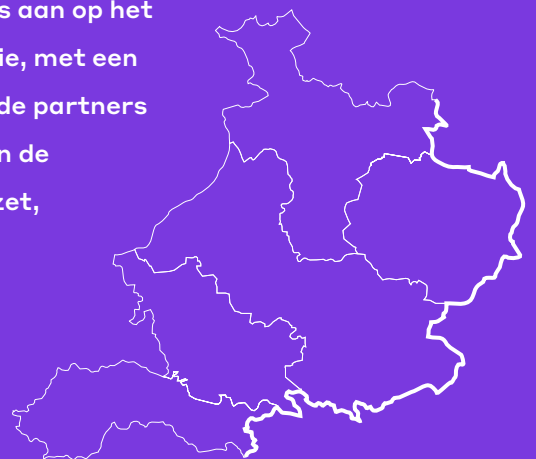 s aan op het
ie, met een
de partners
n de
zet,